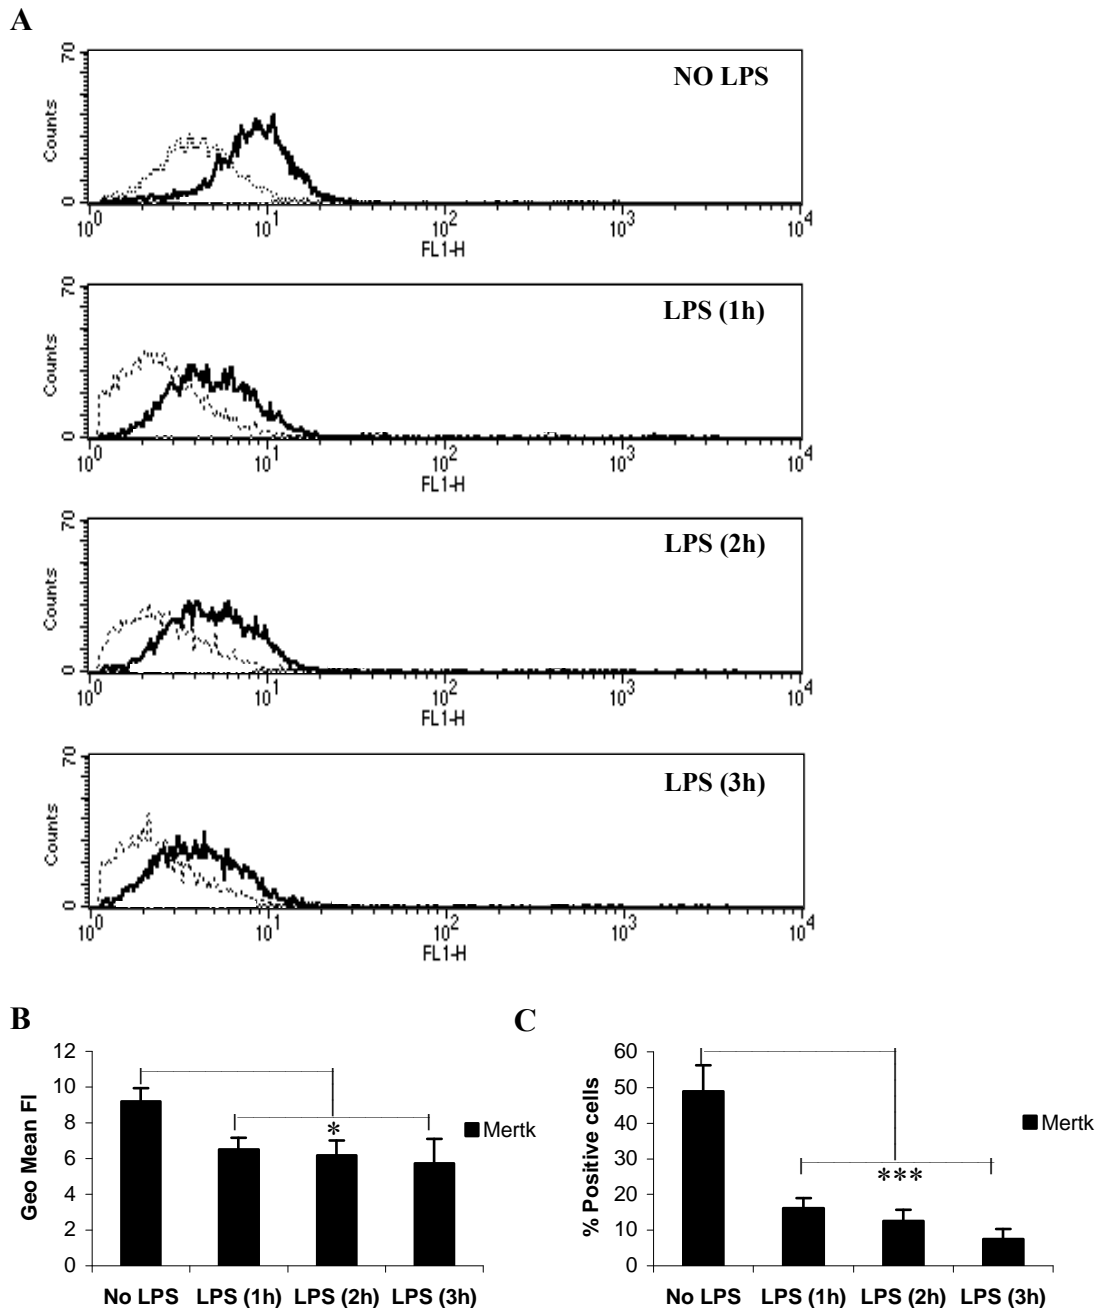 A
NO LPS
70
Counts
0
10^0 10^1 10^2 10^3 10^4
FL1-H
LPS (1h)
70
Counts
0
10^0 10^1 10^2 10^3 10^4
FL1-H
LPS (2h)
70
Counts
0
10^0 10^1 10^2 10^3 10^4
FL1-H
LPS (3h)
70
Counts
0
10^0 10^1 10^2 10^3 10^4
FL1-H
B
Geo Mean FI
12
10
8
6
4
2
0
*
Mertk
No LPS LPS (1h) LPS (2h) LPS (3h)
C
% Positive cells
60
50
40
30
20
10
0
***
Mertk
No LPS LPS (1h) LPS (2h) LPS (3h)